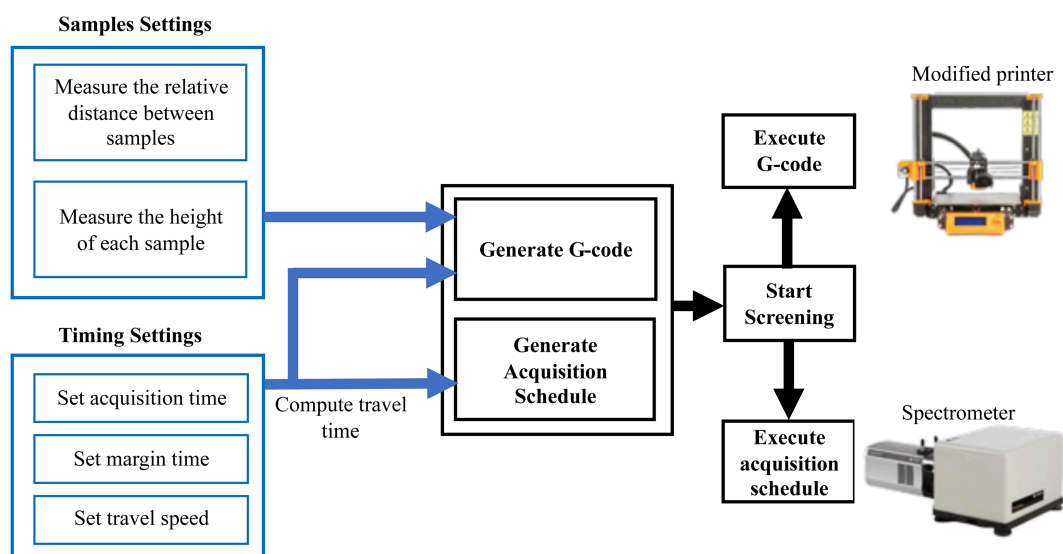 Samples Settings
Measure the relative
distance between
samples
Measure the height
of each sample
Timing Settings
Set acquisition time
Set margin time
Set travel speed
Compute travel
time
Generate G-code
Generate
Acquisition
Schedule
Start
Screening
Execute
G-code
Execute
acquisition
schedule
Modified printer
Spectrometer